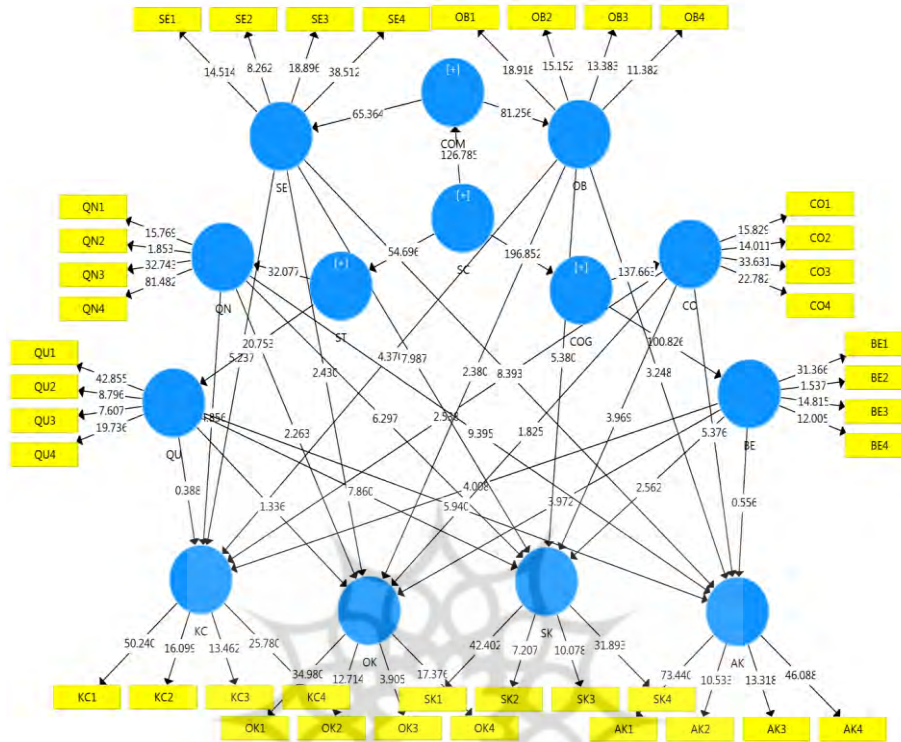 SE1 SE2 SE3 SE4 OB1 OB2 OB3 OB4
14.514 8.262 18.896 38.512 18.918 15.152 13.383 11.382
[+]
65.364 81.256
COM
126.785
SE OB
[+]
QN1 CO1
QN2 CO2
QN3 CO3
QN4 CO4
15.769 15.829
1.853 14.011
32.743 33.631
81.482 22.782
54.696 SC 196.852
32.077 [+] [+] 137.663
QN ST COG CO
QU1 BE1
QU2 BE2
QU3 BE3
QU4 BE4
42.855 31.366
8.796 1.537
7.607 14.815
19.736 12.005
20.753 100.826
5.237 2.430 4.370 7.987 2.380 8.393 5.380 3.248
QU BE
4.856 2.263 6.297 2.538 9.395 1.825 3.969 5.376
0.388 1.336 7.860 4.008 5.940 3.972 2.562 0.556
KC OK SK AK
50.240 16.099 13.462 25.780 42.402 7.207 10.078 31.893
34.980 12.714 3.905 17.376 73.440 10.533 13.318 46.088
KC1 KC2 KC3 KC4 SK1 SK2 SK3 SK4
OK1 OK2 OK3 OK4 AK1 AK2 AK3 AK4